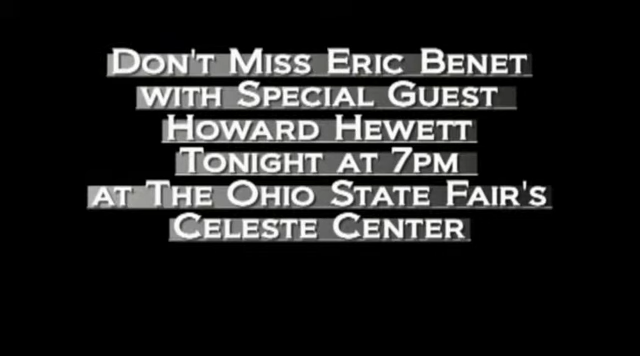 Don't Miss Eric Benet
with Special Guest
Howard Hewett
Tonight at 7pm
at The Ohio State Fair's
Celeste Center